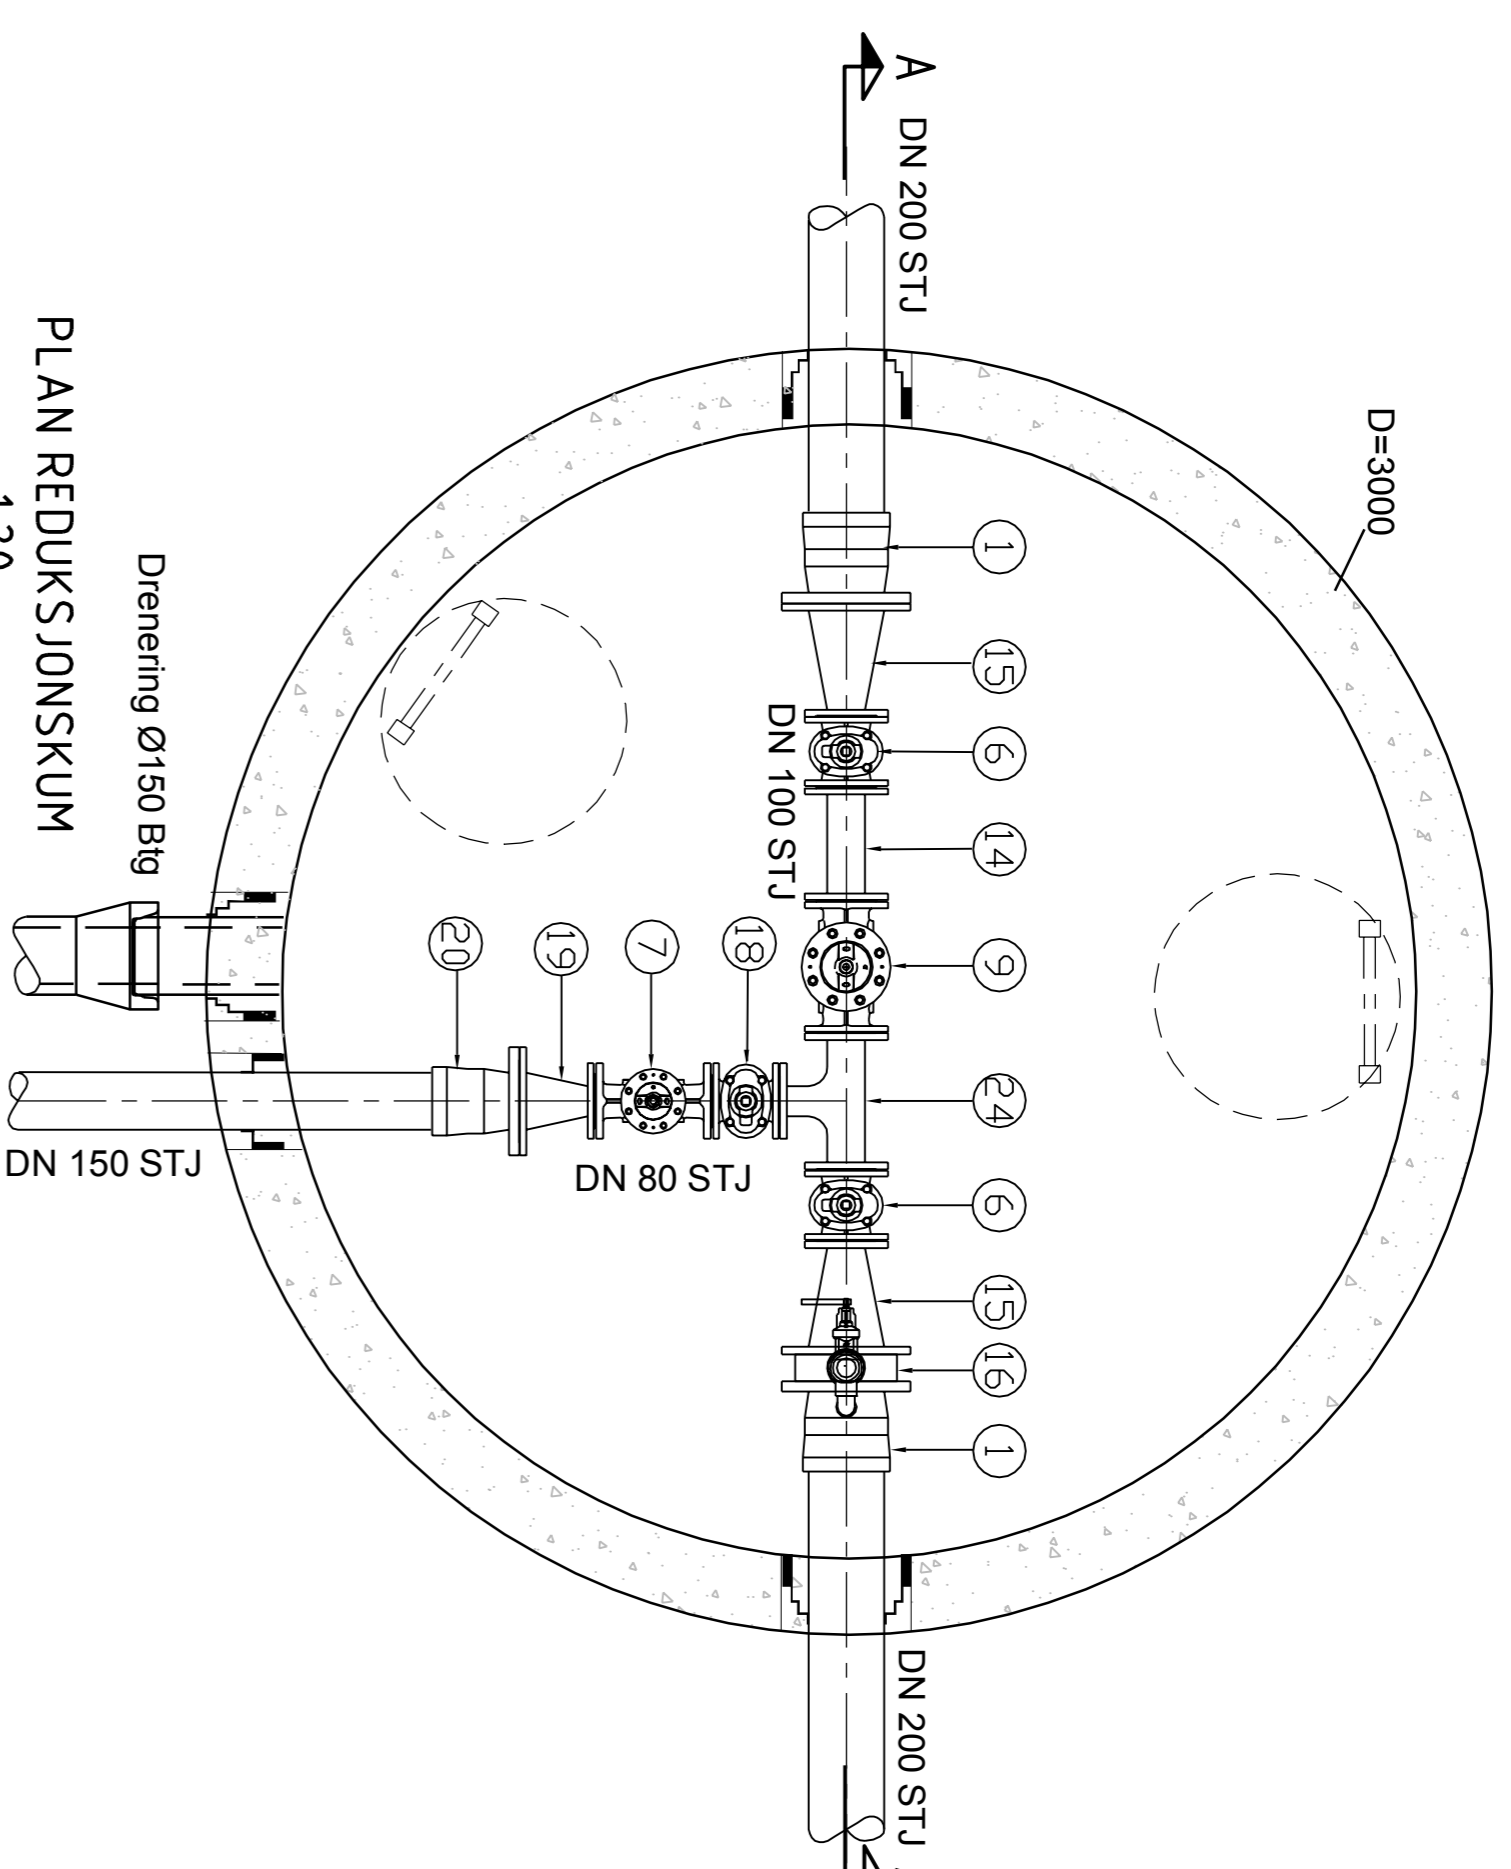 A
DN 200 STJ
D=3000
1
15
6
14
9
24
6
15
16
1
DN 100 STJ
20
19
7
18
DN 80 STJ
DN 150 STJ
DN 200 STJ
Drenering Ø150 Btg
PLAN REDUKSJONSKUM